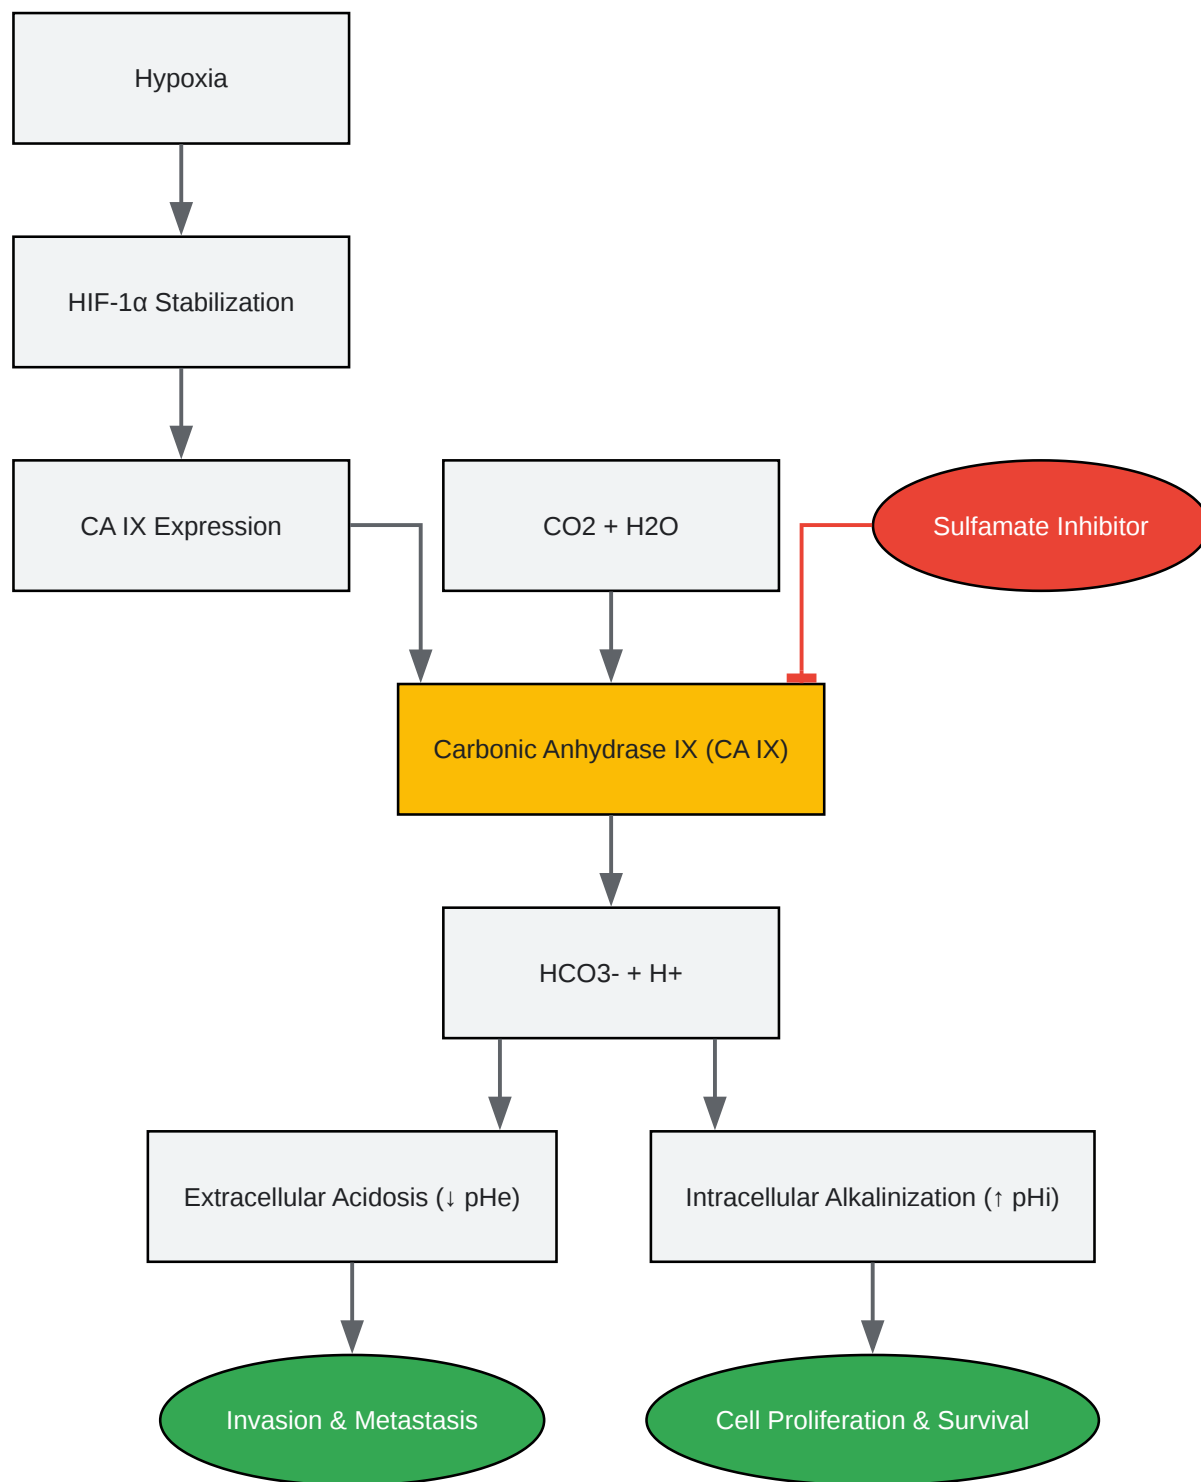 Hypoxia
HIF-1α Stabilization
CA IX Expression
CO2 + H2O
Sulfamate Inhibitor
Carbonic Anhydrase IX (CA IX)
HCO3- + H+
Extracellular Acidosis (↓ pHe)
Intracellular Alkalinization (↑ pHi)
Invasion & Metastasis
Cell Proliferation & Survival